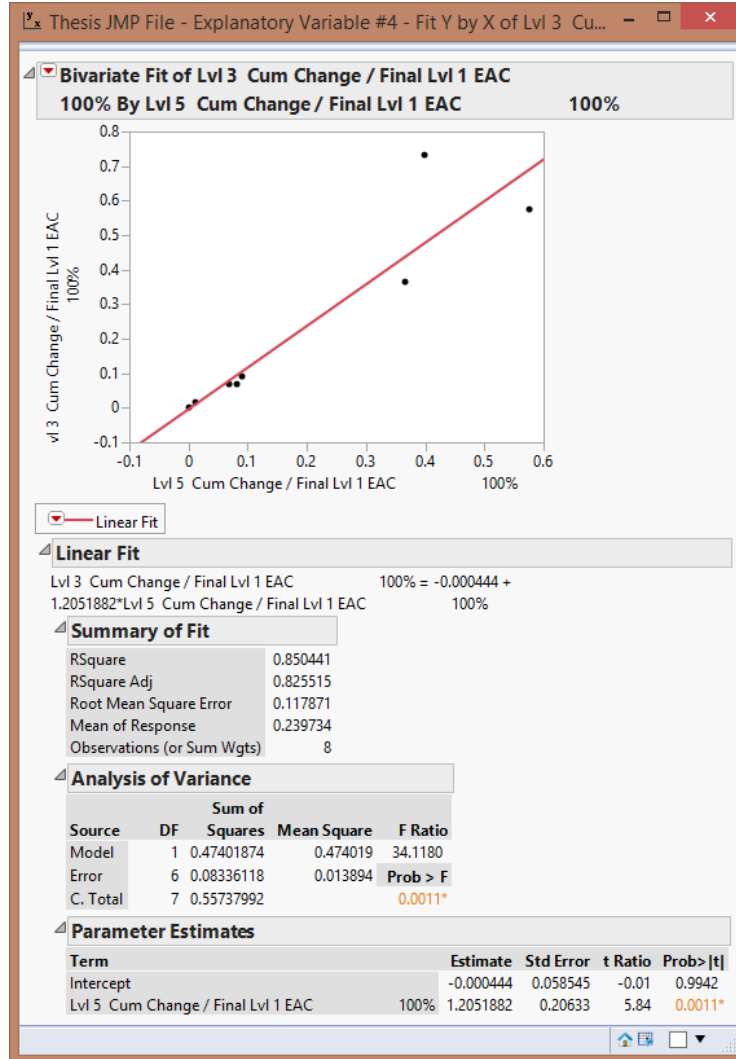 Thesis JMP File - Explanatory Variable #4 - Fit Y by X of Lvl 3 Cu...
Bivariate Fit of Lvl 3 Cum Change / Final Lvl 1 EAC
100% By Lvl 5 Cum Change / Final Lvl 1 EAC 100%
0.8
0.7
0.6
0.5
0.4
0.3
0.2
0.1
0
-0.1
vl 3 Cum Change / Final Lvl 1 EAC
100%
-0.1 0 0.1 0.2 0.3 0.4 0.5 0.6
Lvl 5 Cum Change / Final Lvl 1 EAC 100%
Linear Fit
Linear Fit
Lvl 3 Cum Change / Final Lvl 1 EAC 100% = -0.000444 +
1.2051882*Lvl 5 Cum Change / Final Lvl 1 EAC 100%
Summary of Fit
RSquare 0.850441
RSquare Adj 0.825515
Root Mean Square Error 0.117871
Mean of Response 0.239734
Observations (or Sum Wgts) 8
Analysis of Variance
Sum of
Source DF Squares Mean Square F Ratio
Model 1 0.47401874 0.474019 34.1180
Error 6 0.08336118 0.013894 Prob > F
C. Total 7 0.55737992 0.0011*
Parameter Estimates
Term Estimate Std Error t Ratio Prob>|t|
Intercept -0.000444 0.058545 -0.01 0.9942
Lvl 5 Cum Change / Final Lvl 1 EAC 100% 1.2051882 0.20633 5.84 0.0011*